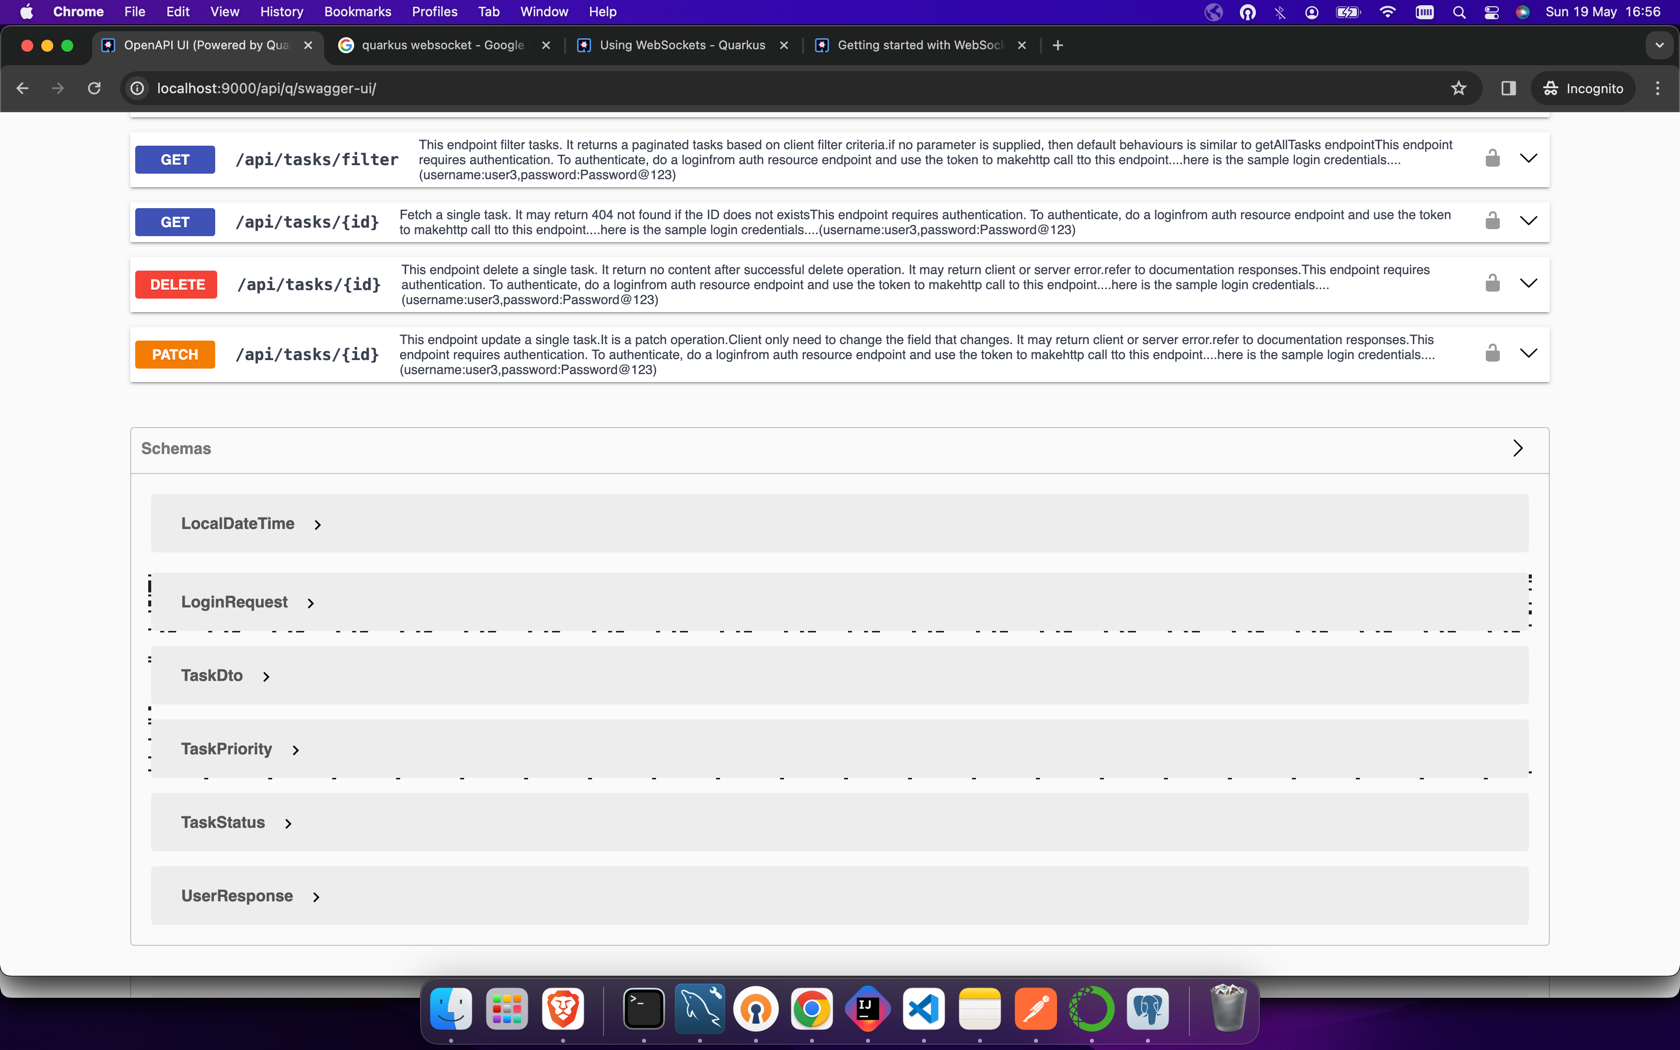 Chrome File Edit View History Bookmarks Profiles Tab Window Help Sun 19 May 16:56
OpenAPI UI (Powered by Qua quarkus websocket - Google Using WebSockets - Quarkus Getting started with WebSoc
localhost:9000/api/q/swagger-ui/ Incognito
GET /api/tasks/filter
This endpoint filter tasks. It returns a paginated tasks based on client filter criteria.if no parameter is supplied, then default behaviours is similar to getAllTasks endpointThis endpoint
requires authentication. To authenticate, do a loginfrom auth resource endpoint and use the token to makehttp call tto this endpoint....here is the sample login credentials....
(username:user3,password:Password@123)
GET /api/tasks/{id}
Fetch a single task. It may return 404 not found if the ID does not existsThis endpoint requires authentication. To authenticate, do a loginfrom auth resource endpoint and use the token
to makehttp call tto this endpoint....here is the sample login credentials....(username:user3,password:Password@123)
DELETE /api/tasks/{id}
This endpoint delete a single task. It return no content after successful delete operation. It may return client or server error.refer to documentation responses.This endpoint requires
authentication. To authenticate, do a loginfrom auth resource endpoint and use the token to makehttp call to this endpoint....here is the sample login credentials....
(username:user3,password:Password@123)
PATCH /api/tasks/{id}
This endpoint update a single task.It is a patch operation.Client only need to change the field that changes. It may return client or server error.refer to documentation responses.This
endpoint requires authentication. To authenticate, do a loginfrom auth resource endpoint and use the token to makehttp call tto this endpoint....here is the sample login credentials....
(username:user3,password:Password@123)
Schemas
LocalDateTime
LoginRequest
TaskDto
TaskPriority
TaskStatus
UserResponse
IJ